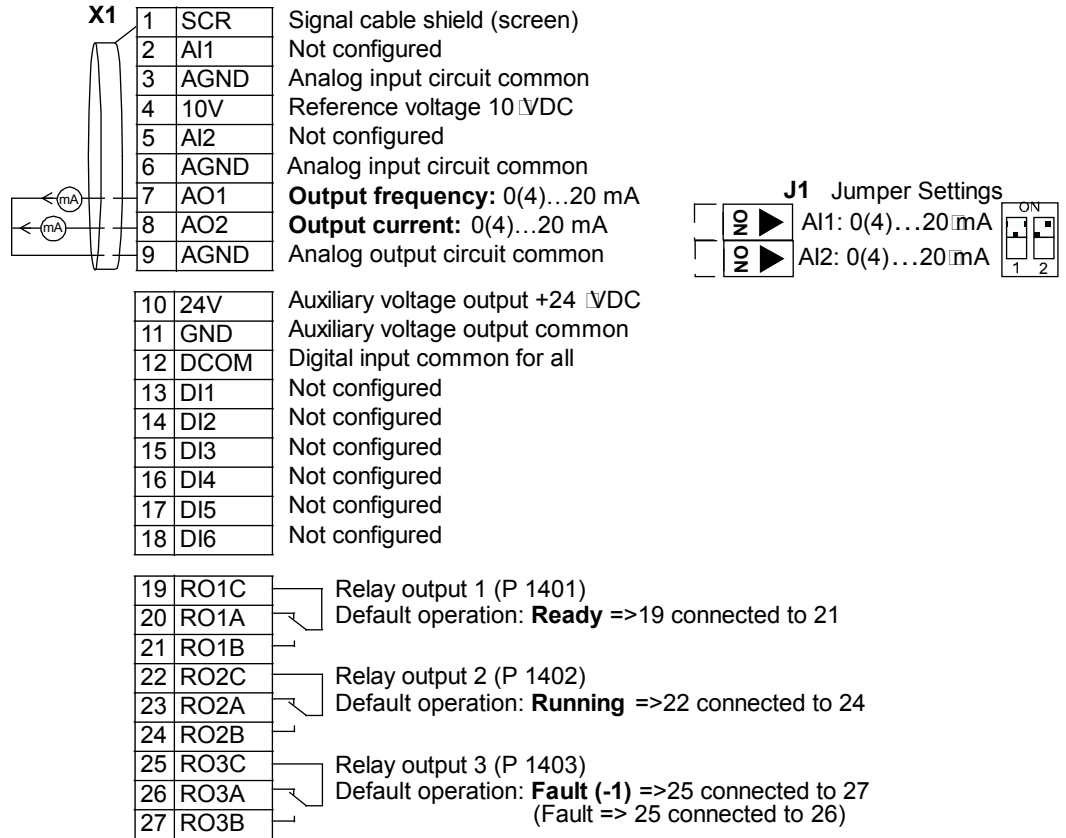 X1
1 SCR Signal cable shield (screen)
2 AI1 Not configured
3 AGND Analog input circuit common
4 10V Reference voltage 10 VDC
5 AI2 Not configured
6 AGND Analog input circuit common
mA 7 AO1 Output frequency: 0(4)…20 mA
mA 8 AO2 Output current: 0(4)…20 mA
9 AGND Analog output circuit common
J1 Jumper Settings
ON AI1: 0(4)…20 mA
ON AI2: 0(4)…20 mA
ON
1 2
10 24V Auxiliary voltage output +24 VDC
11 GND Auxiliary voltage output common
12 DCOM Digital input common for all
13 DI1 Not configured
14 DI2 Not configured
15 DI3 Not configured
16 DI4 Not configured
17 DI5 Not configured
18 DI6 Not configured
19 RO1C Relay output 1 (P 1401)
20 RO1A Default operation: Ready =>19 connected to 21
21 RO1B
22 RO2C Relay output 2 (P 1402)
23 RO2A Default operation: Running =>22 connected to 24
24 RO2B
25 RO3C Relay output 3 (P 1403)
26 RO3A Default operation: Fault (-1) =>25 connected to 27
27 RO3B (Fault => 25 connected to 26)